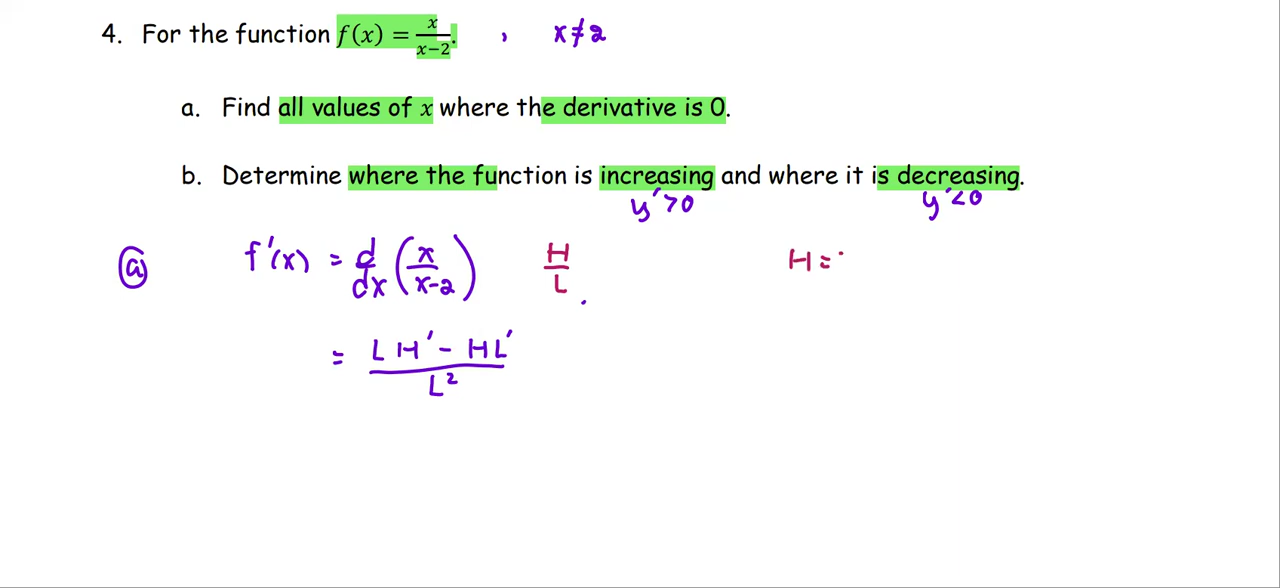 4. For the function f(x) = x/(x−2). , x≠2
a. Find all values of x where the derivative is 0.
b. Determine where the function is increasing and where it is decreasing.
y'>0 y'<0
(a) f'(x) = d/dx (x/(x-2)) H/L H =
= (LH' - HL')/L²